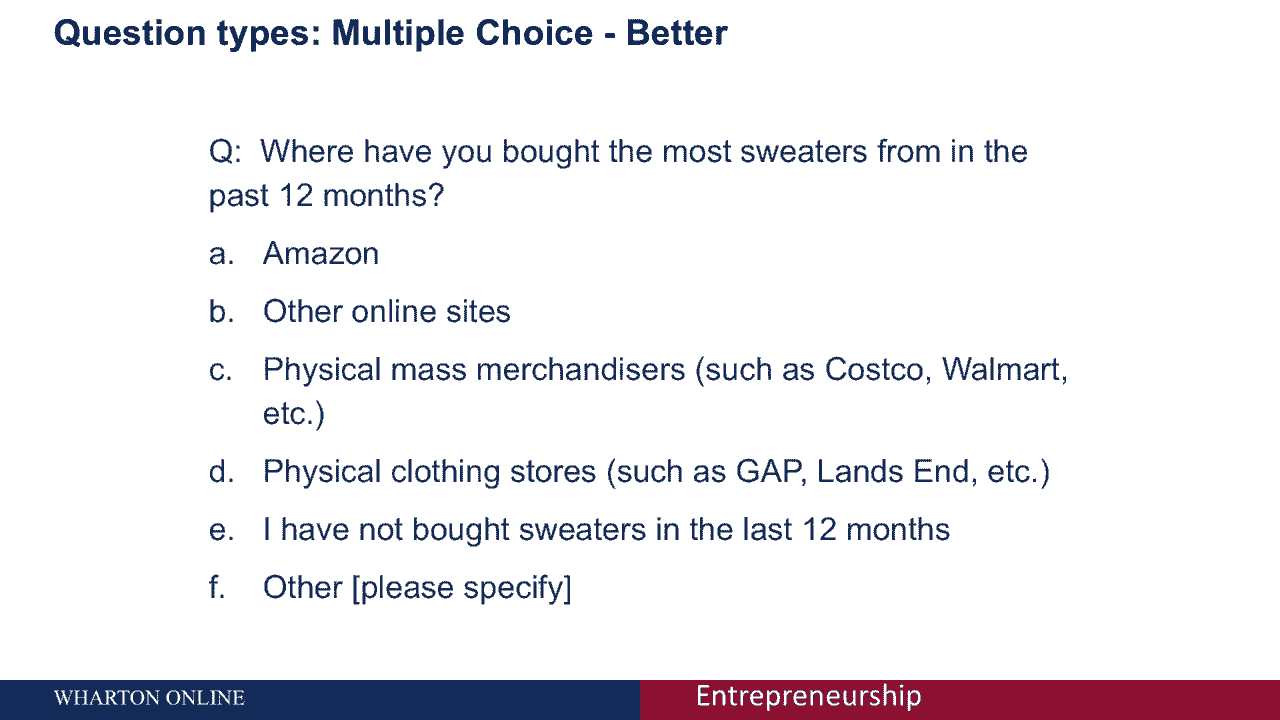 Question types: Multiple Choice - Better
Q: Where have you bought the most sweaters from in the
past 12 months?
a. Amazon
b. Other online sites
c. Physical mass merchandisers (such as Costco, Walmart,
etc.)
d. Physical clothing stores (such as GAP, Lands End, etc.)
e. I have not bought sweaters in the last 12 months
f. Other [please specify]
WHARTON ONLINE
Entrepreneurship